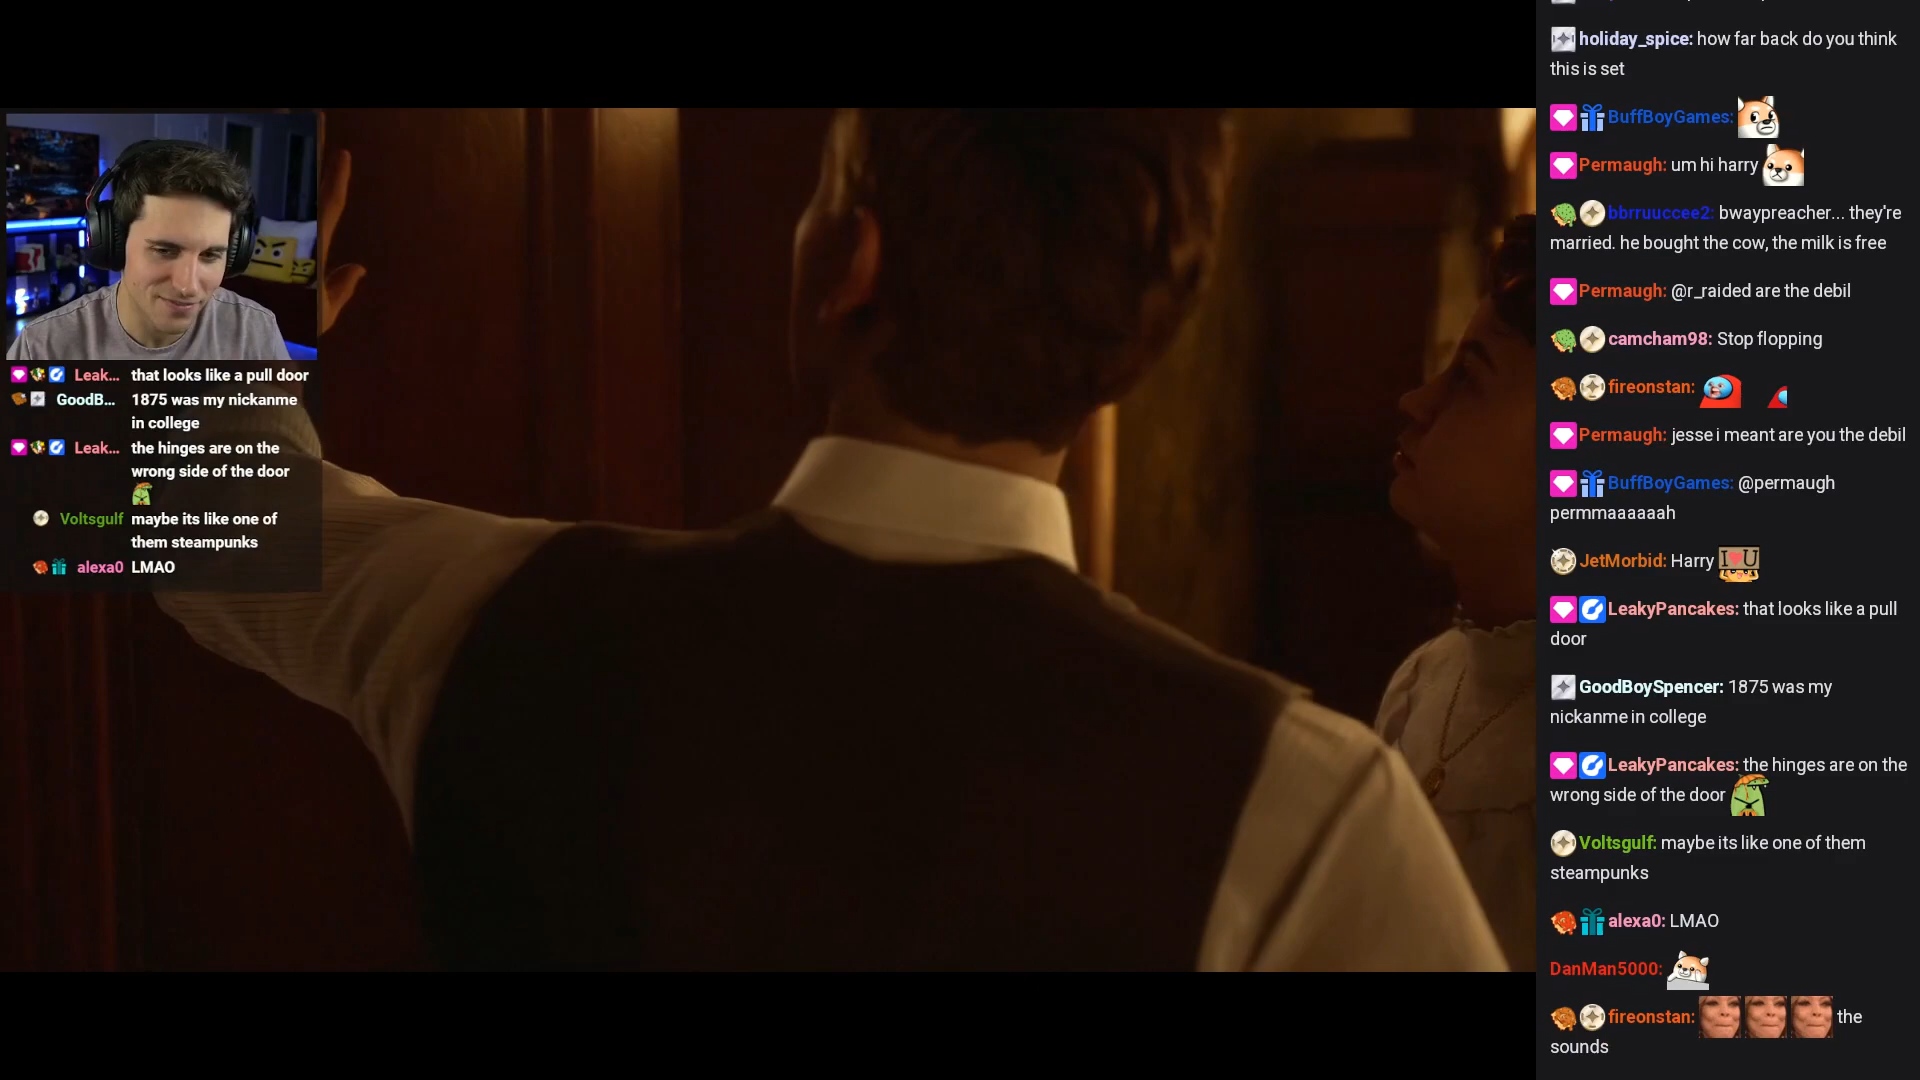 that looks like a pull door
Leak...
GoodB...
1875 was my nickanme
in college
Leak...
the hinges are on the
wrong side of the door
Voltsgulf
maybe its like one of
them steampunks
alexa0
LMAO
holiday_spice: how far back do you think
this is set
BuffBoyGames:
Permaugh: um hi harry
bbrruuccee2: bwaypreacher... they're
married. he bought the cow, the milk is free
Permaugh: @r_raided are the debil
camcham98: Stop flopping
fireonstan:
Permaugh: jesse i meant are you the debil
BuffBoyGames: @permaugh
permmaaaaaah
JetMorbid: Harry
I U
LeakyPancakes: that looks like a pull
door
GoodBoySpencer: 1875 was my
nickanme in college
LeakyPancakes: the hinges are on the
wrong side of the door
Voltsgulf: maybe its like one of them
steampunks
alexa0: LMAO
DanMan5000:
fireonstan: the
sounds